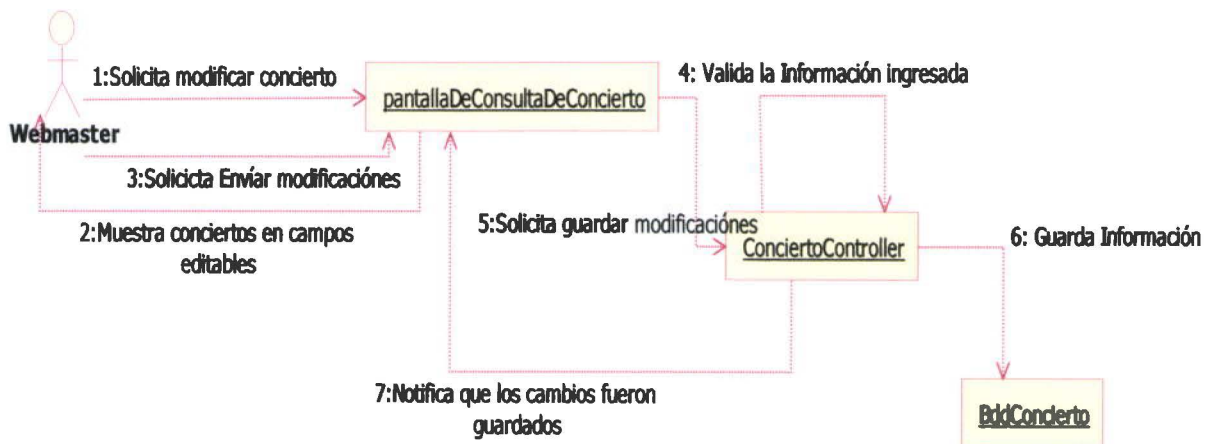 1:Solicita modificar concierto
4: Valida la Información ingresada
pantallaDeConsultaDeConcierto
Webmaster
3:Solicicta Envíar modificaciónes
2:Muestra conciertos en campos
editables
5:Solicita guardar modificaciónes
ConciertoController
6: Guarda Información
7:Notifica que los cambios fueron
guardados
BddConcierto